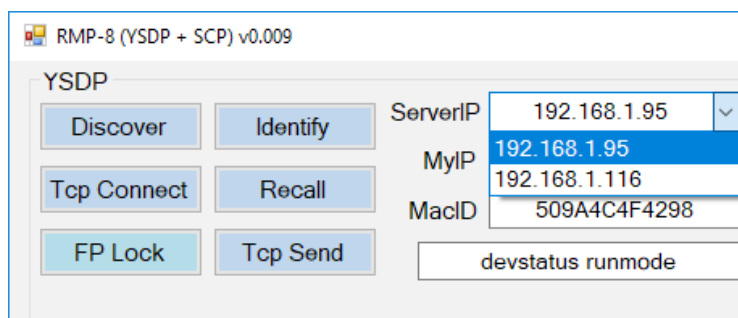 RMP-8 (YSDP + SCP) v0.009
YSDP
Discover Identify ServerIP 192.168.1.95
192.168.1.95
MyIP
192.168.1.116
Tcp Connect Recall
MacID 509A4C4F4298
FP Lock Tcp Send devstatus runmode